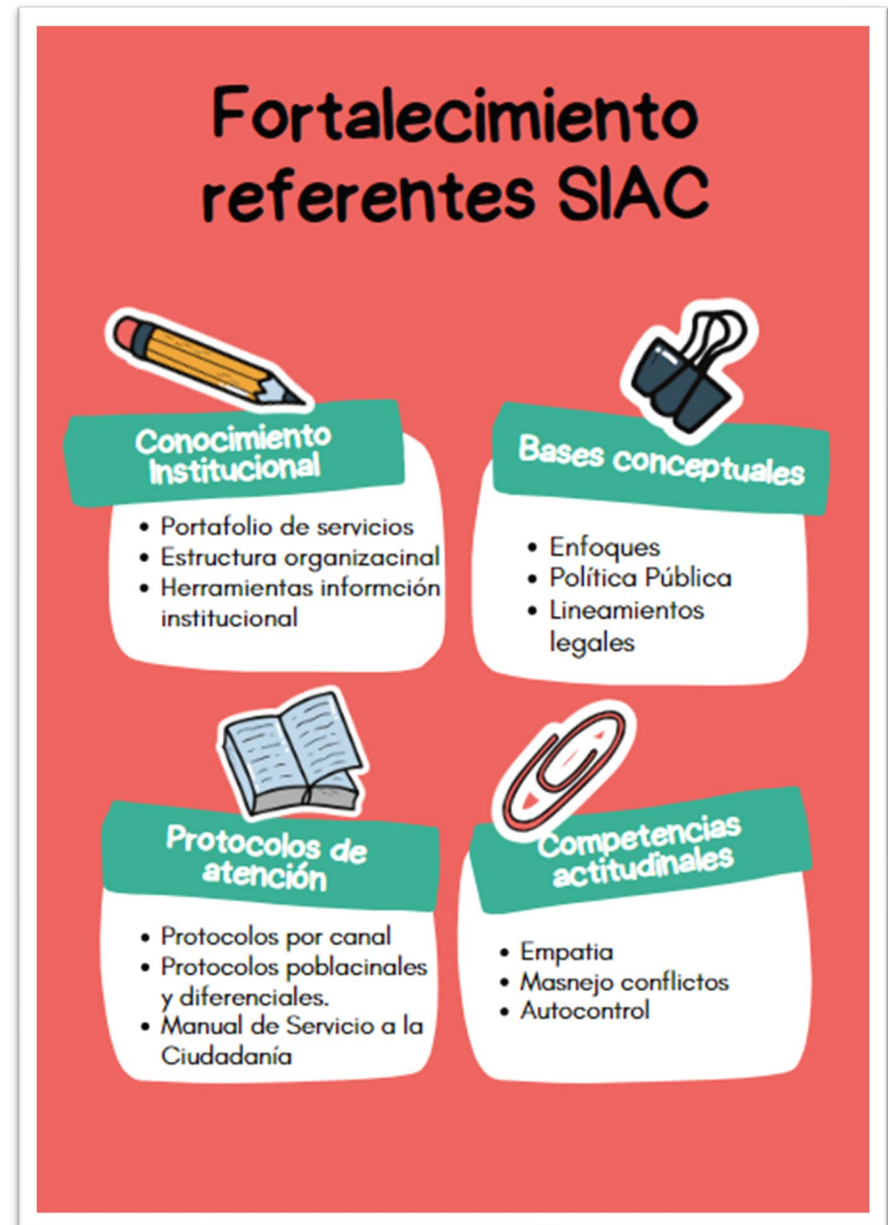 Fortalecimiento
referentes SIAC
Conocimiento
Institucional
• Portafolio de servicios
• Estructura organizacinal
• Herramientas informción
institucional
Bases conceptuales
• Enfoques
• Política Pública
• Lineamientos
legales
Protocolos de
atención
• Protocolos por canal
• Protocolos poblacinales
y diferenciales.
• Manual de Servicio a la
Ciudadanía
Competencias
actitudinales
• Empatia
• Masnejo conflictos
• Autocontrol